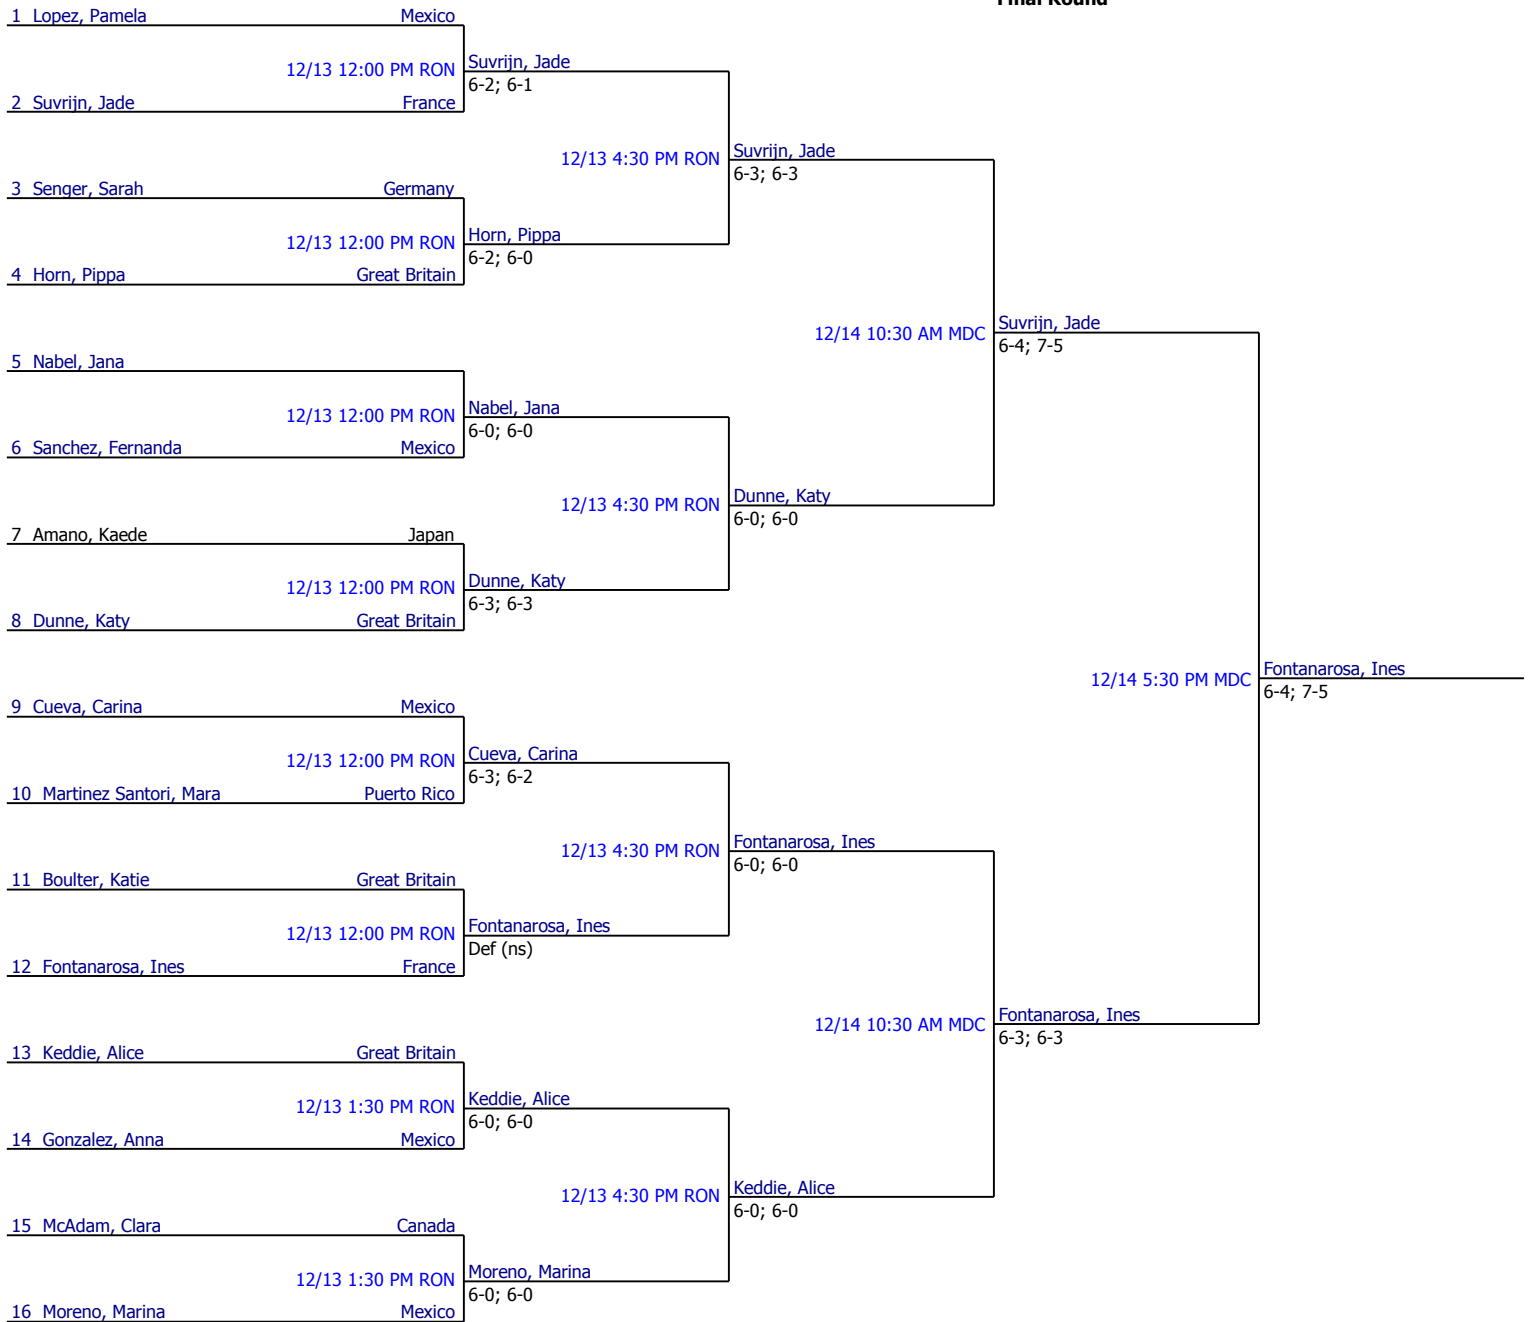 Final Round
1 Lopez, Pamela Mexico
12/13 12:00 PM RON
2 Suvrijn, Jade France
Suvrijn, Jade
6-2; 6-1
12/13 4:30 PM RON
3 Senger, Sarah Germany
12/13 12:00 PM RON
4 Horn, Pippa Great Britain
Horn, Pippa
6-2; 6-0
Suvrijn, Jade
6-3; 6-3
12/14 10:30 AM MDC
5 Nabel, Jana
12/13 12:00 PM RON
6 Sanchez, Fernanda Mexico
Nabel, Jana
6-0; 6-0
12/13 4:30 PM RON
7 Amano, Kaede Japan
12/13 12:00 PM RON
8 Dunne, Katy Great Britain
Dunne, Katy
6-3; 6-3
Dunne, Katy
6-0; 6-0
Suvrijn, Jade
6-4; 7-5
12/14 5:30 PM MDC
Fontanarosa, Ines
6-4; 7-5
9 Cueva, Carina Mexico
12/13 12:00 PM RON
10 Martinez Santori, Mara Puerto Rico
Cueva, Carina
6-3; 6-2
12/13 4:30 PM RON
11 Boulter, Katie Great Britain
12/13 12:00 PM RON
12 Fontanarosa, Ines France
Fontanarosa, Ines
Def (ns)
Fontanarosa, Ines
6-0; 6-0
12/14 10:30 AM MDC
13 Keddie, Alice Great Britain
12/13 1:30 PM RON
14 Gonzalez, Anna Mexico
Keddie, Alice
6-0; 6-0
12/13 4:30 PM RON
15 McAdam, Clara Canada
12/13 1:30 PM RON
16 Moreno, Marina Mexico
Moreno, Marina
6-0; 6-0
Keddie, Alice
6-0; 6-0
Fontanarosa, Ines
6-3; 6-3